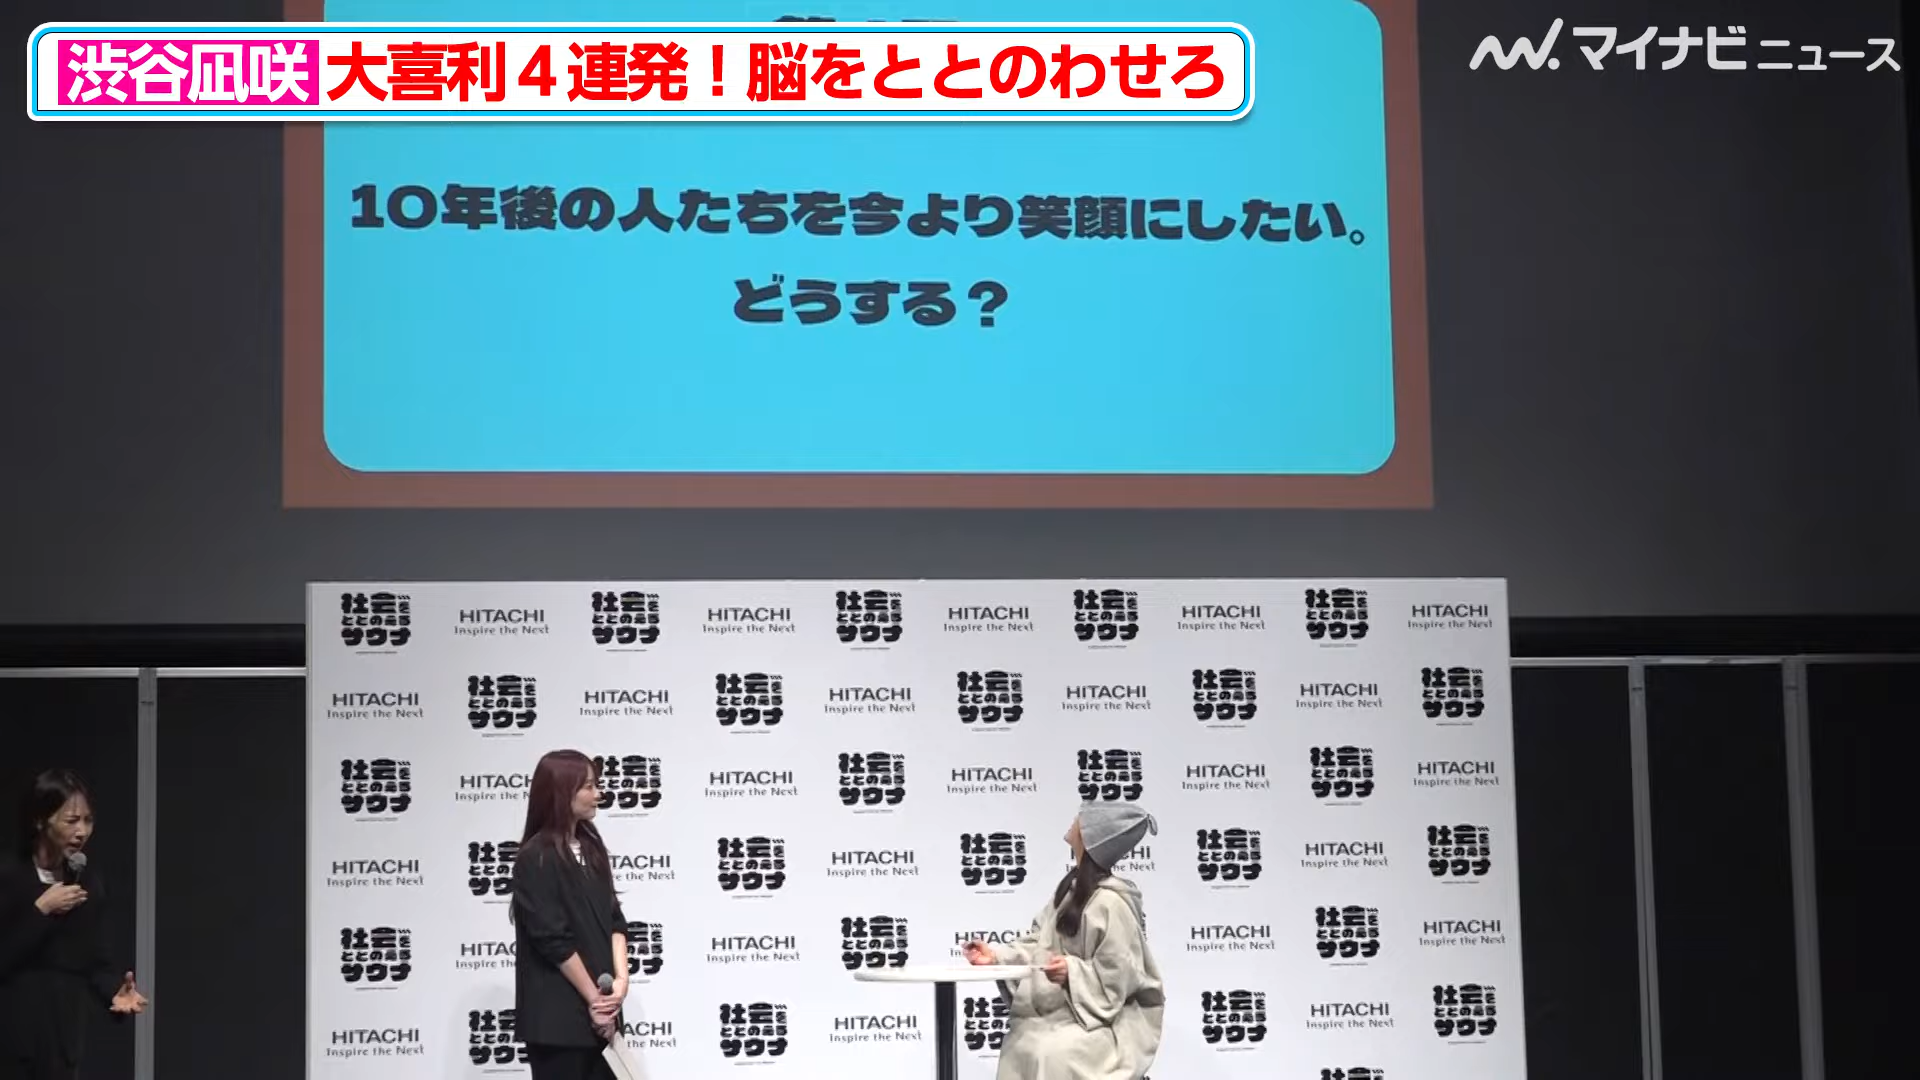 渋谷凪咲 大喜利４連発！脳をととのわせろ
マイナビニュース
10年後の人たちを今より笑顔にしたい。
どうする？
社会を
ととのえる
サウナ
HITACHI
Inspire the Next